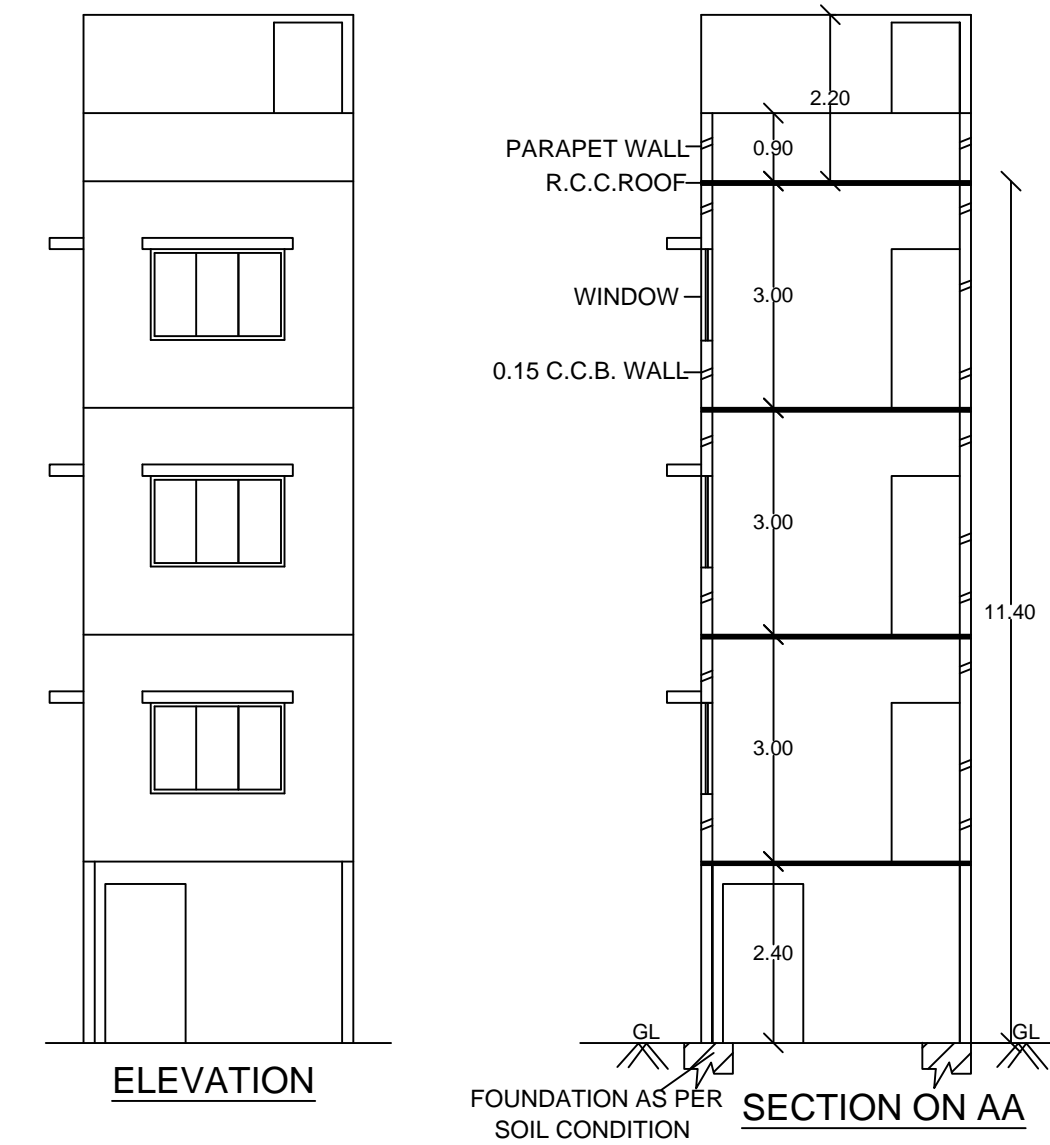 2.20
PARAPET WALL
0.90
R.C.C.ROOF
WINDOW
3.00
0.15 C.C.B. WALL
3.00
11.40
3.00
2.40
GL
GL
ELEVATION
FOUNDATION AS PER
SOIL CONDITION
SECTION ON AA